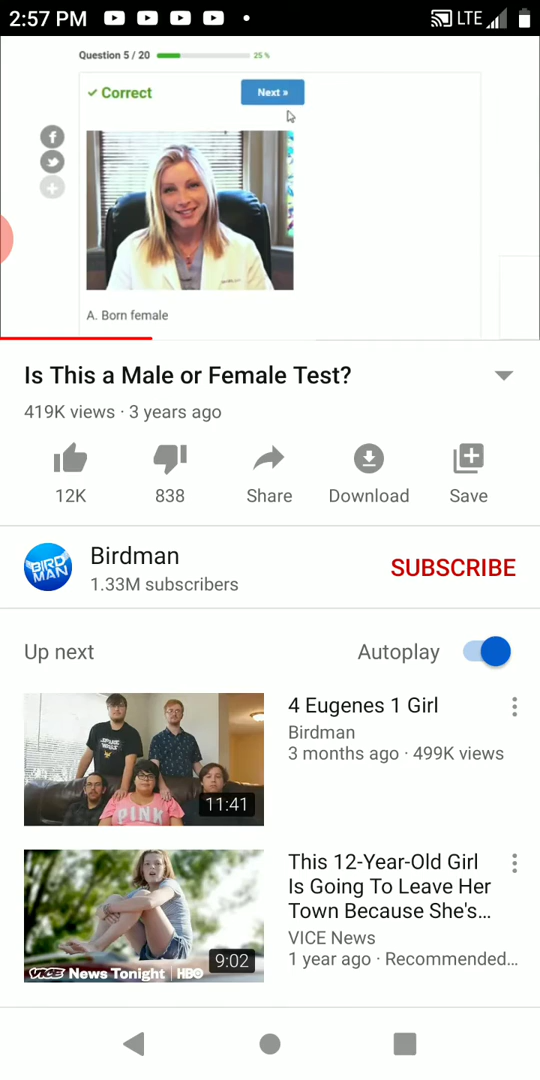 2:57 PM
LTE
Question 5 / 20
25 %
✓ Correct
Next »
A. Born female
Is This a Male or Female Test?
419K views · 3 years ago
12K
838
Share
Download
Save
BIRD
MAN
Birdman
1.33M subscribers
SUBSCRIBE
Up next
Autoplay
PINK
11:41
4 Eugenes 1 Girl
Birdman
3 months ago · 499K views
VICE News Tonight | HBO
9:02
This 12-Year-Old Girl
Is Going To Leave Her
Town Because She's...
VICE News
1 year ago · Recommended...